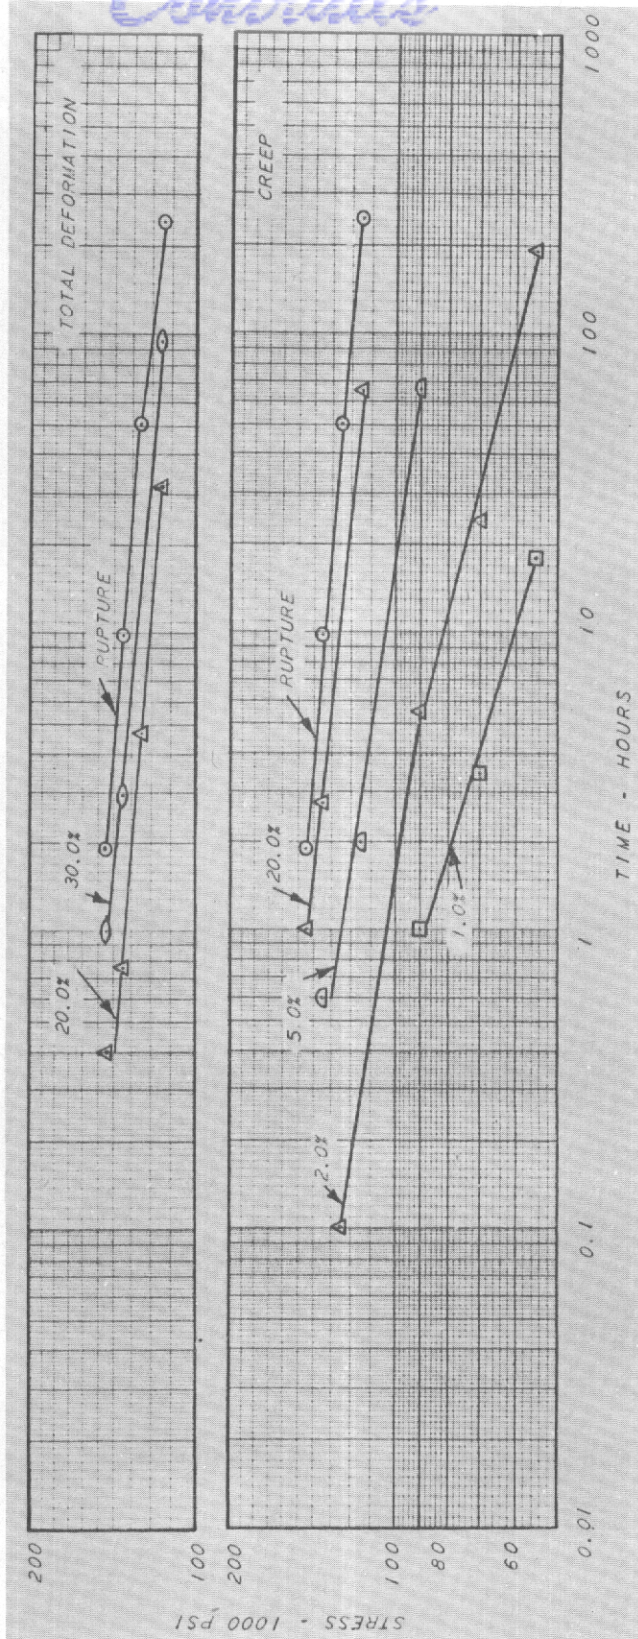 Contrails
TOTAL DEFORMATION
200
100
20.0%
30.0%
RUPTURE
CREEP
200
100
80
60
2.0%
5.0%
20.0%
RUPTURE
1.0%
0.01
0.1
1
10
100
1000
TIME - HOURS
STRESS - 1000 PSI